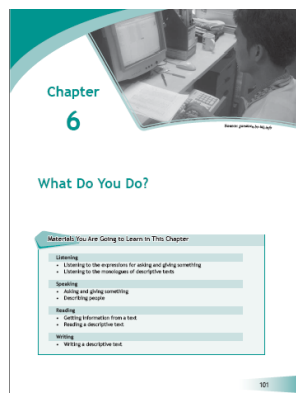 Chapter
6
What Do You Do?
Materials You Are Going to Learn in This Chapter
Listening
• Listening to the expressions for asking and giving something
• Listening to the monologues of descriptive texts
Speaking
• Asking and giving something
• Describing people
Reading
• Getting information from a text
• Reading a descriptive text
Writing
• Writing a descriptive text
101